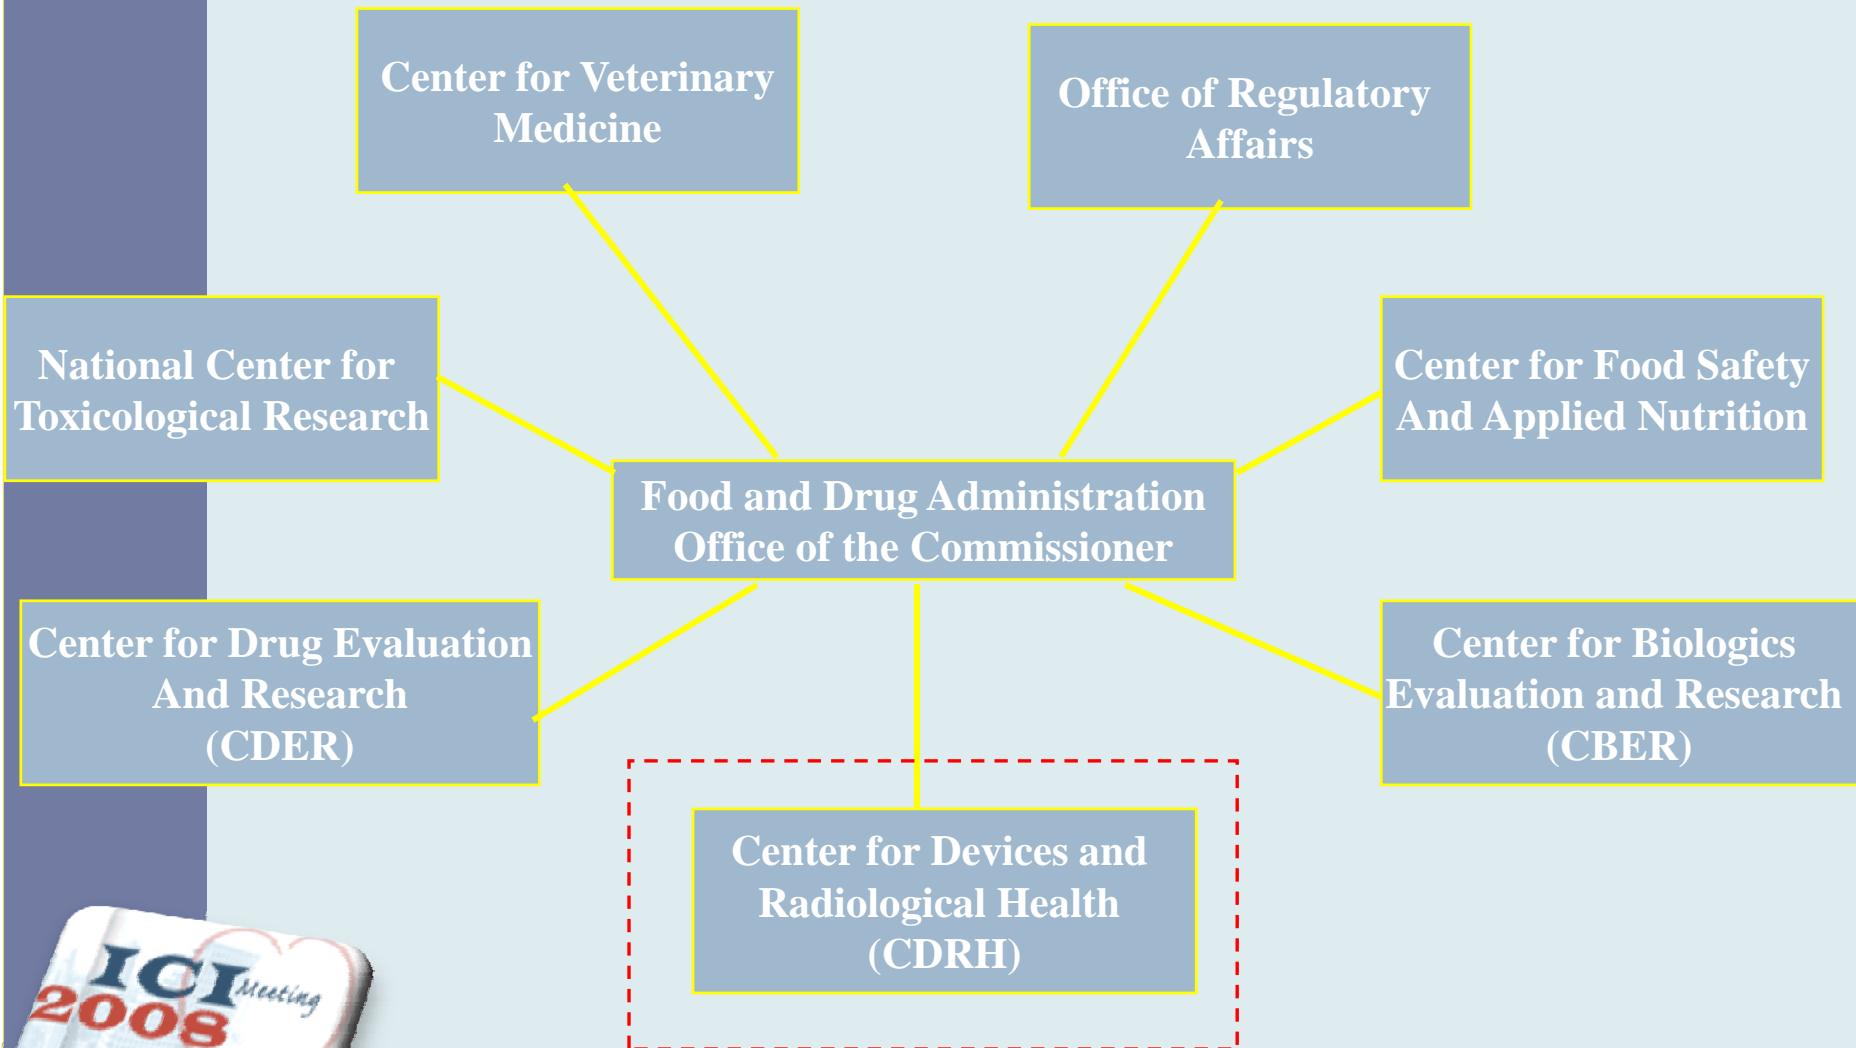 Center for Veterinary
Medicine
Office of Regulatory
Affairs
National Center for
Toxicological Research
Center for Food Safety
And Applied Nutrition
Food and Drug Administration
Office of the Commissioner
Center for Drug Evaluation
And Research
(CDER)
Center for Biologics
Evaluation and Research
(CBER)
Center for Devices and
Radiological Health
(CDRH)
ICI Meeting
2008